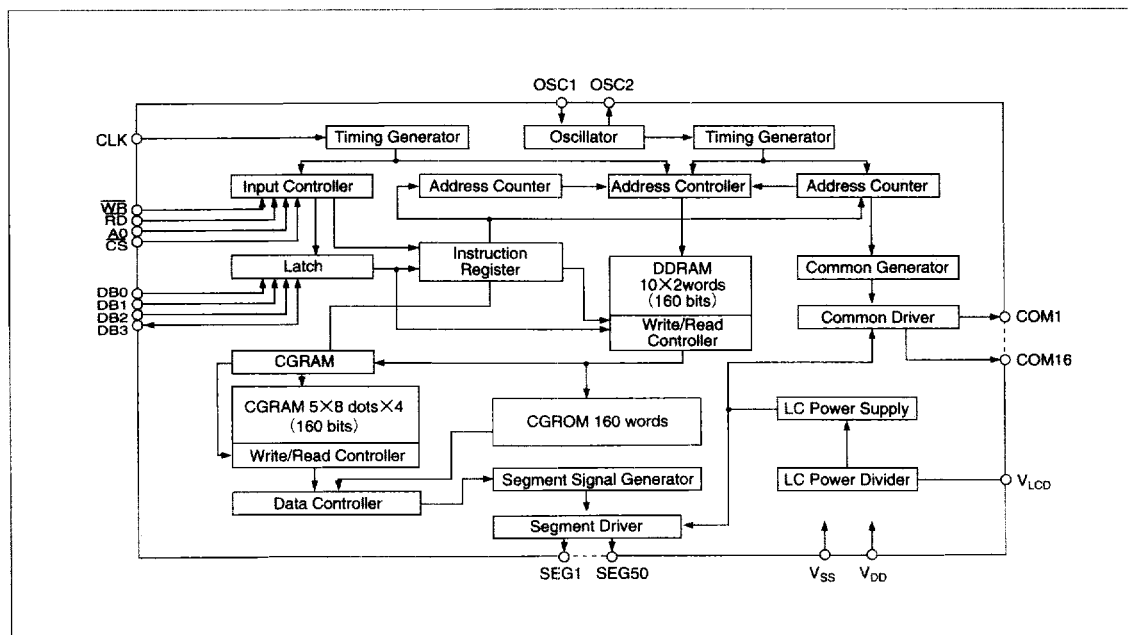 OSC1 OSC2
CLK
Timing Generator
Oscillator
Timing Generator
Input Controller
Address Counter
Address Controller
Address Counter
WB
RD
A0
CS
Latch
Instruction
Register
DDRAM
10×2words
(160 bits)
Write/Read
Controller
Common Generator
DB0
DB1
DB2
DB3
Common Driver
COM1
COM16
CGRAM
CGRAM 5×8 dots×4
(160 bits)
Write/Read Controller
CGROM 160 words
LC Power Supply
Data Controller
Segment Signal Generator
LC Power Divider
VLCD
Segment Driver
SEG1 SEG50
VSS VDD